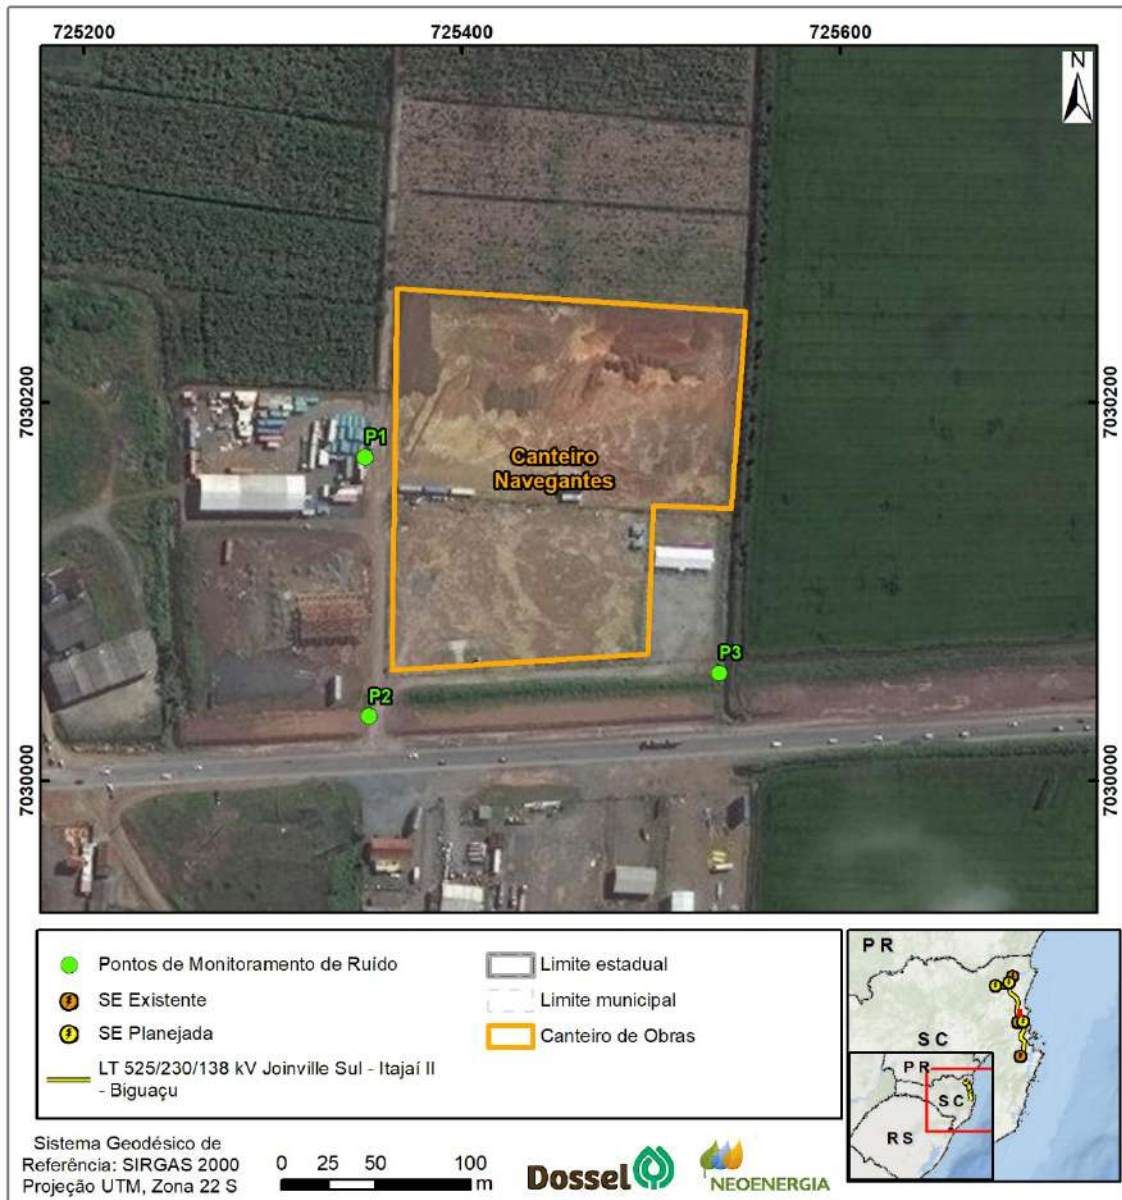 725200
725400
725600
N
7030200
7030200
P1
Canteiro
Navegantes
P3
P2
7030000
7030000
Pontos de Monitoramento de Ruído
SE Existente
SE Planejada
LT 525/230/138 kV Joinville Sul - Itajaí II
- Biguaçu
Limite estadual
Limite municipal
Canteiro de Obras
PR
SC
PR
SC
RS
Sistema Geodésico de
Referência: SIRGAS 2000
Projeção UTM, Zona 22 S
0 25 50 100
m
Dossel
NEOENERGIA